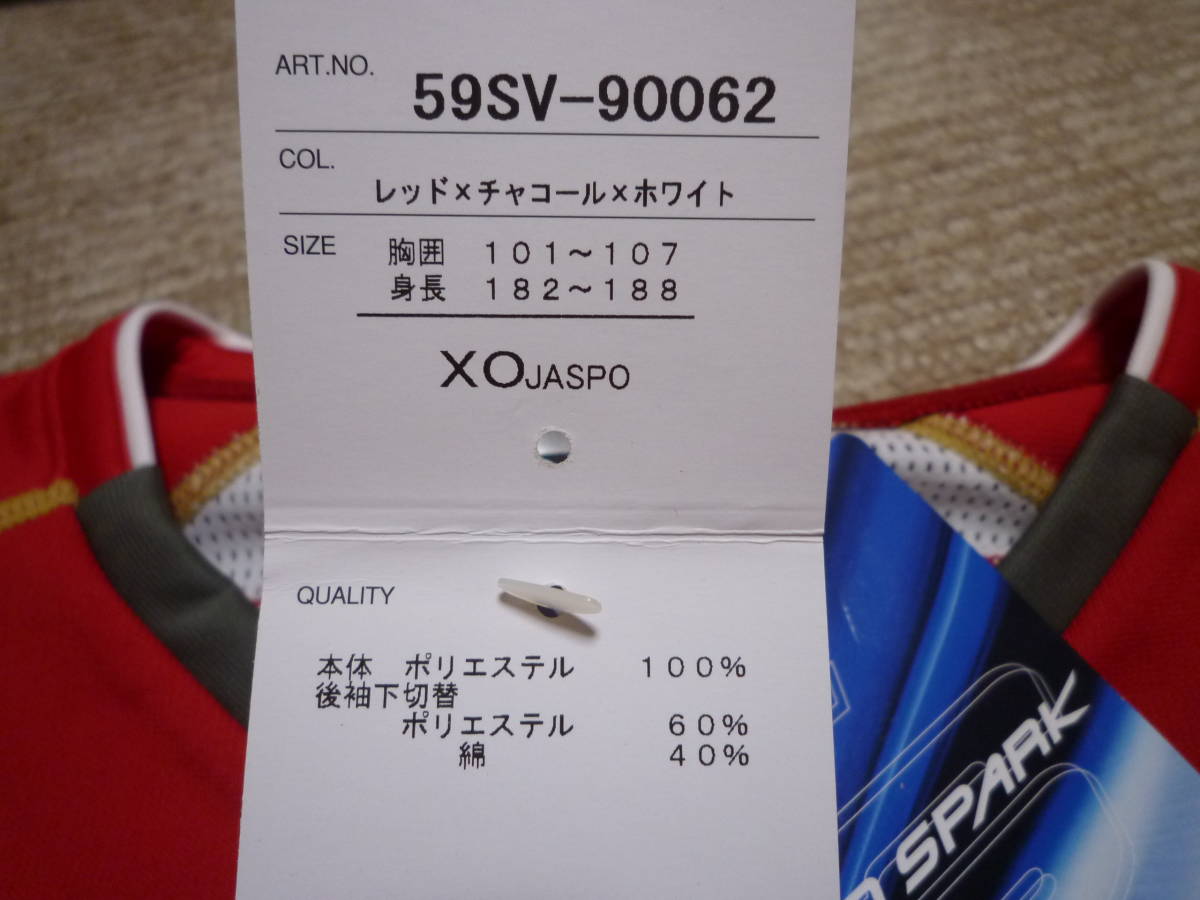 ART.NO. 59SV-90062
COL.
レッド×チャコール×ホワイト
SIZE 胸囲 101~107
身長 182~188
XO JASPO
QUALITY
本体 ポリエステル 100%
後袖下切替
ポリエステル 60%
綿 40%
SPARK